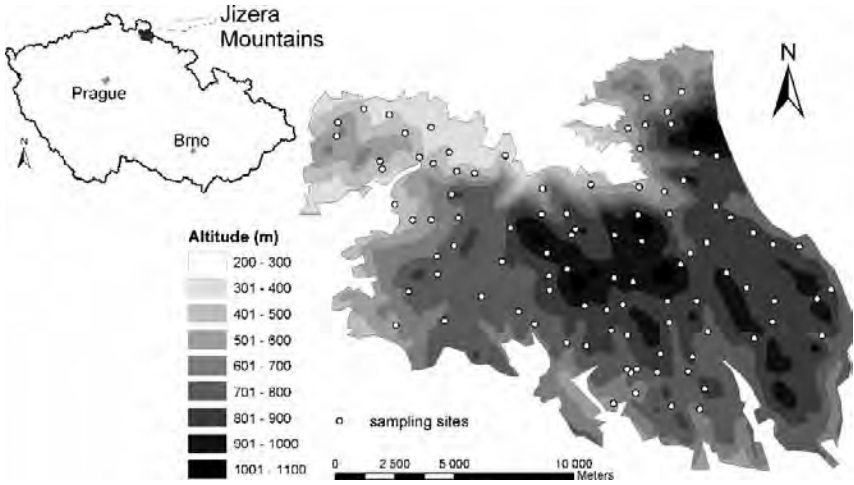 Jizera
Mountains
Prague
Brno
N
N
Altitude (m)
200 - 300
301 - 400
401 - 500
501 - 600
601 - 700
701 - 800
801 - 900
901 - 1000
1001 - 1100
sampling sites
0 2 500 5 000 10 000
Meters